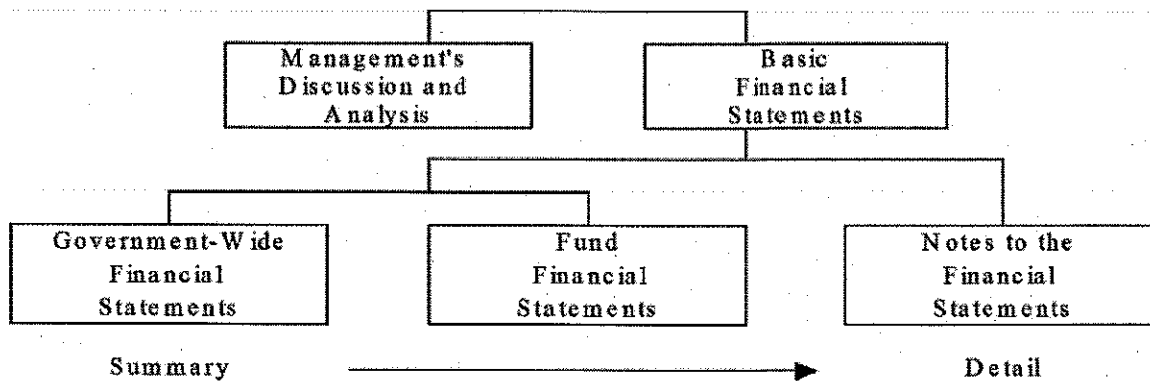 Management's
Discussion and
Analysis
Basic
Financial
Statements
Government-Wide
Financial
Statements
Fund
Financial
Statements
Notes to the
Financial
Statements
Summary
Detail